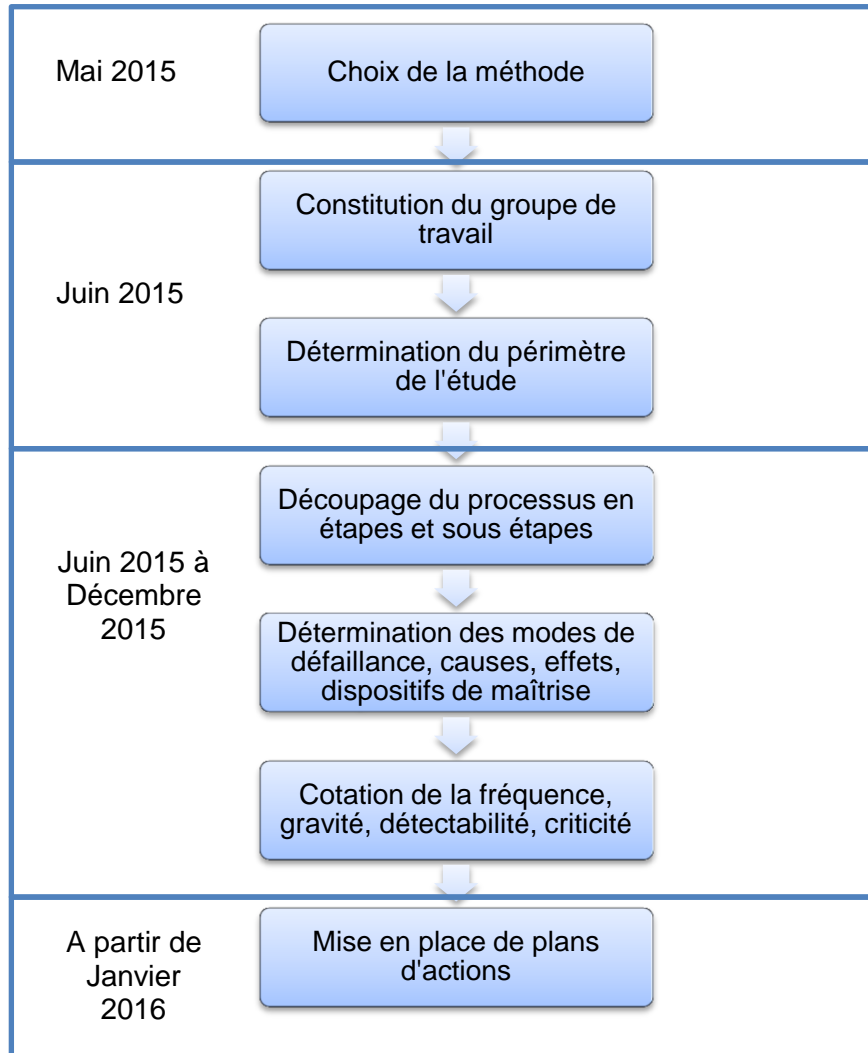 Mai 2015
Choix de la méthode
Constitution du groupe de
travail
Juin 2015
Détermination du périmètre
de l'étude
Découpage du processus en
étapes et sous étapes
Juin 2015 à
Décembre
2015
Détermination des modes de
défaillance, causes, effets,
dispositifs de maîtrise
Cotation de la fréquence,
gravité, détectabilité, criticité
A partir de
Janvier
2016
Mise en place de plans
d'actions